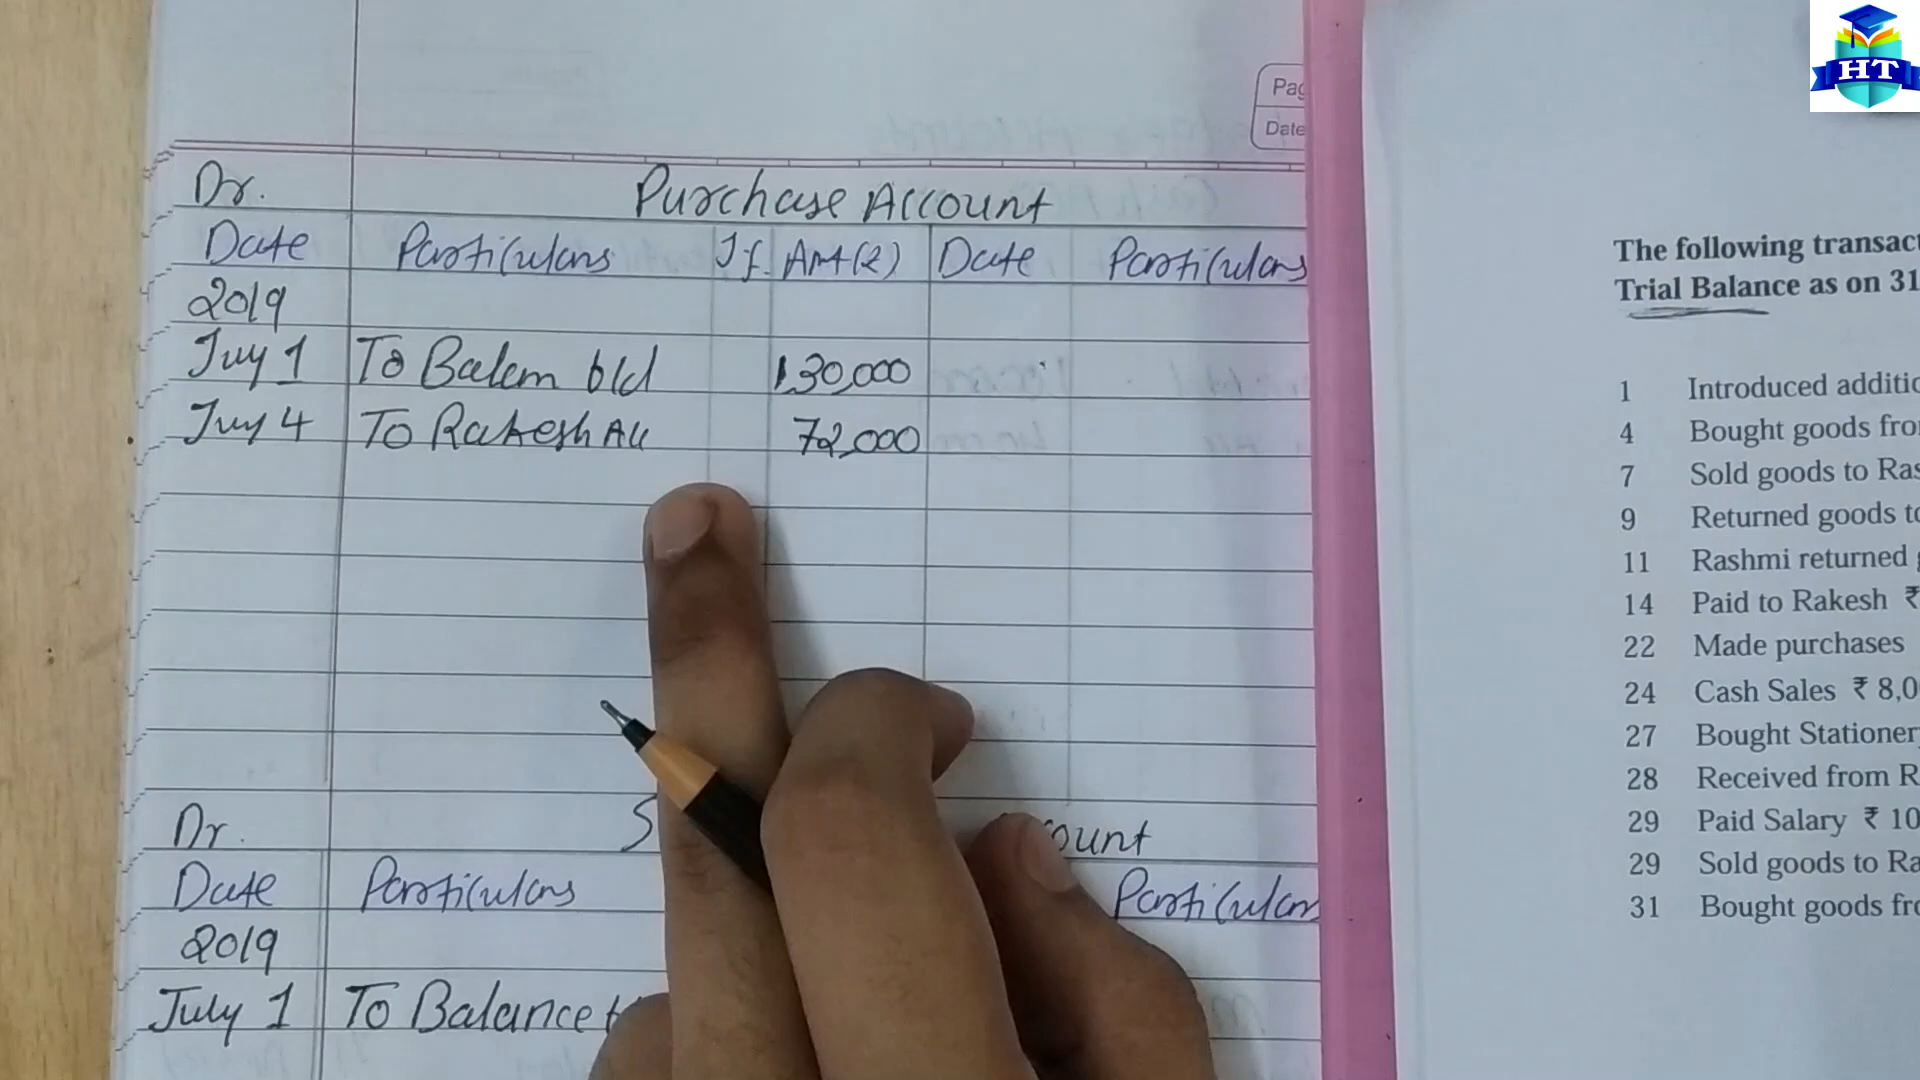 HT
Pag
Date
Dr. Purchase Account
Date Particulars J.f. Amt(₹) Date Particulars
2019
July 1 To Balan b/d 1,30,000
July 4 To Rakesh A/c 72,000
Dr. ount
Date Particulars Particular
2019
July 1 To Balance
The following transact
Trial Balance as on 31
1 Introduced additio
4 Bought goods fro
7 Sold goods to Ras
9 Returned goods to
11 Rashmi returned g
14 Paid to Rakesh ₹
22 Made purchases
24 Cash Sales ₹ 8,0
27 Bought Stationer
28 Received from R
29 Paid Salary ₹ 10
29 Sold goods to Ra
31 Bought goods fro